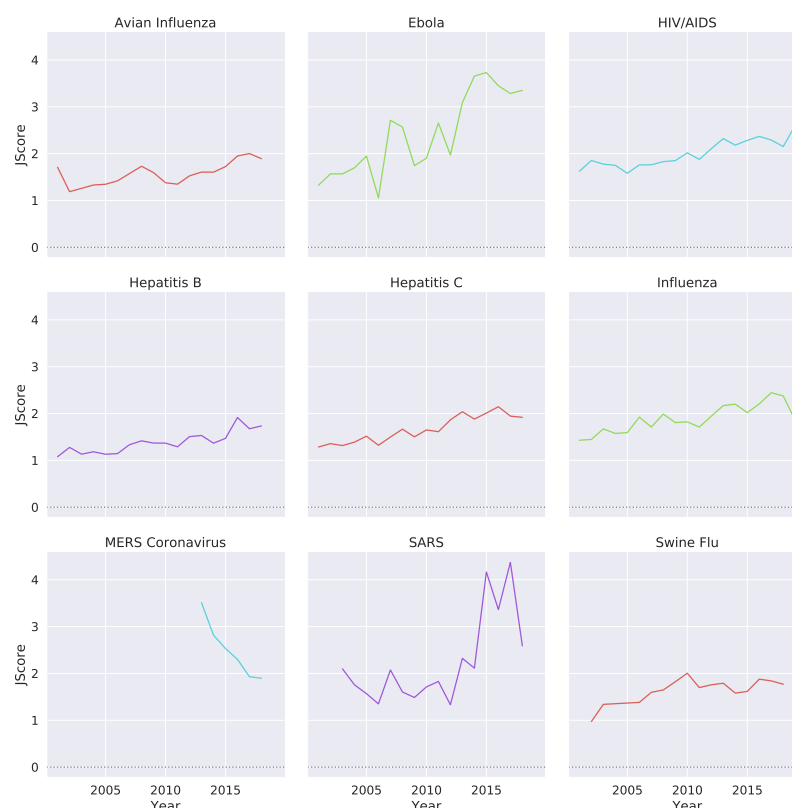 Avian Influenza
Ebola
HIV/AIDS
4
3
2
1
0
JScore
Hepatitis B
Hepatitis C
Influenza
4
3
2
1
0
JScore
MERS Coronavirus
SARS
Swine Flu
4
3
2
1
0
JScore
2005 2010 2015
2005 2010 2015
2005 2010 2015
Year
Year
Year